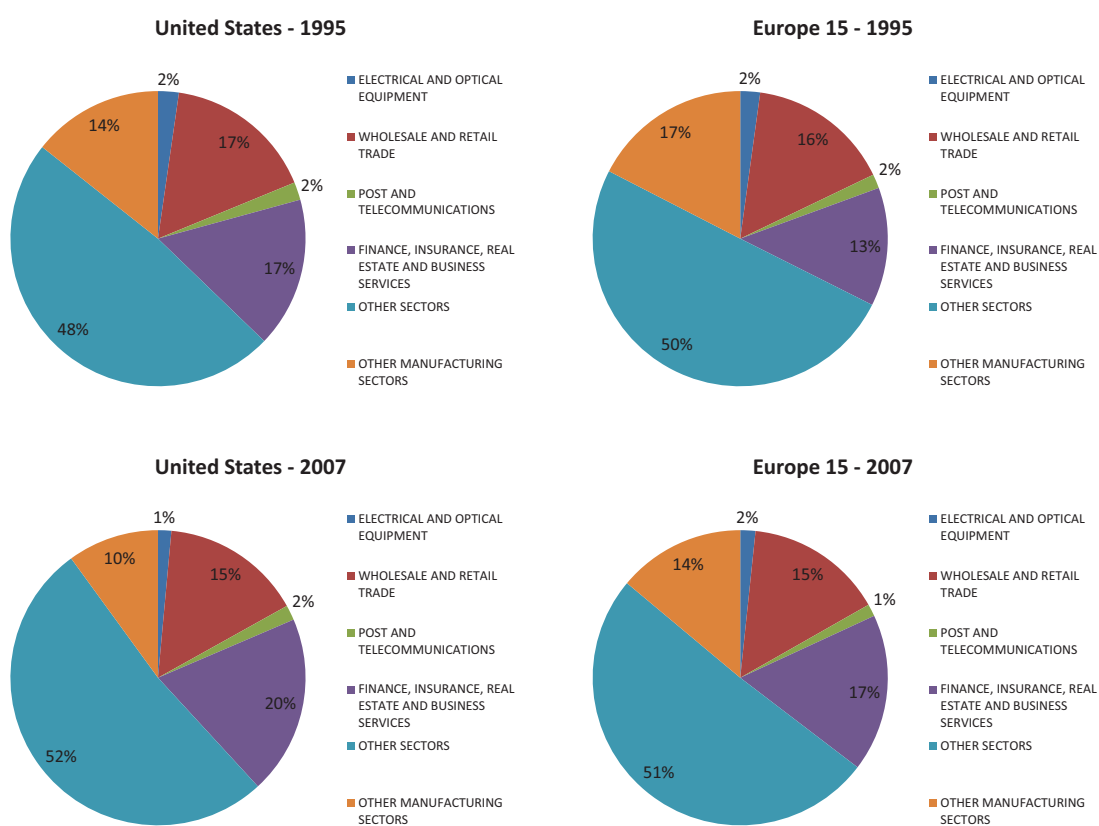 United States - 1995
2%
17%
2%
17%
48%
14%
ELECTRICAL AND OPTICAL
EQUIPMENT
WHOLESALE AND RETAIL
TRADE
POST AND
TELECOMMUNICATIONS
FINANCE, INSURANCE, REAL
ESTATE AND BUSINESS
SERVICES
OTHER SECTORS
OTHER MANUFACTURING
SECTORS
Europe 15 - 1995
2%
16%
2%
13%
50%
17%
ELECTRICAL AND OPTICAL
EQUIPMENT
WHOLESALE AND RETAIL
TRADE
POST AND
TELECOMMUNICATIONS
FINANCE, INSURANCE, REAL
ESTATE AND BUSINESS
SERVICES
OTHER SECTORS
OTHER MANUFACTURING
SECTORS
United States - 2007
1%
15%
2%
20%
52%
10%
ELECTRICAL AND OPTICAL
EQUIPMENT
WHOLESALE AND RETAIL
TRADE
POST AND
TELECOMMUNICATIONS
FINANCE, INSURANCE, REAL
ESTATE AND BUSINESS
SERVICES
OTHER SECTORS
OTHER MANUFACTURING
SECTORS
Europe 15 - 2007
2%
15%
1%
17%
51%
14%
ELECTRICAL AND OPTICAL
EQUIPMENT
WHOLESALE AND RETAIL
TRADE
POST AND
TELECOMMUNICATIONS
FINANCE, INSURANCE, REAL
ESTATE AND BUSINESS
SERVICES
OTHER SECTORS
OTHER MANUFACTURING
SECTORS